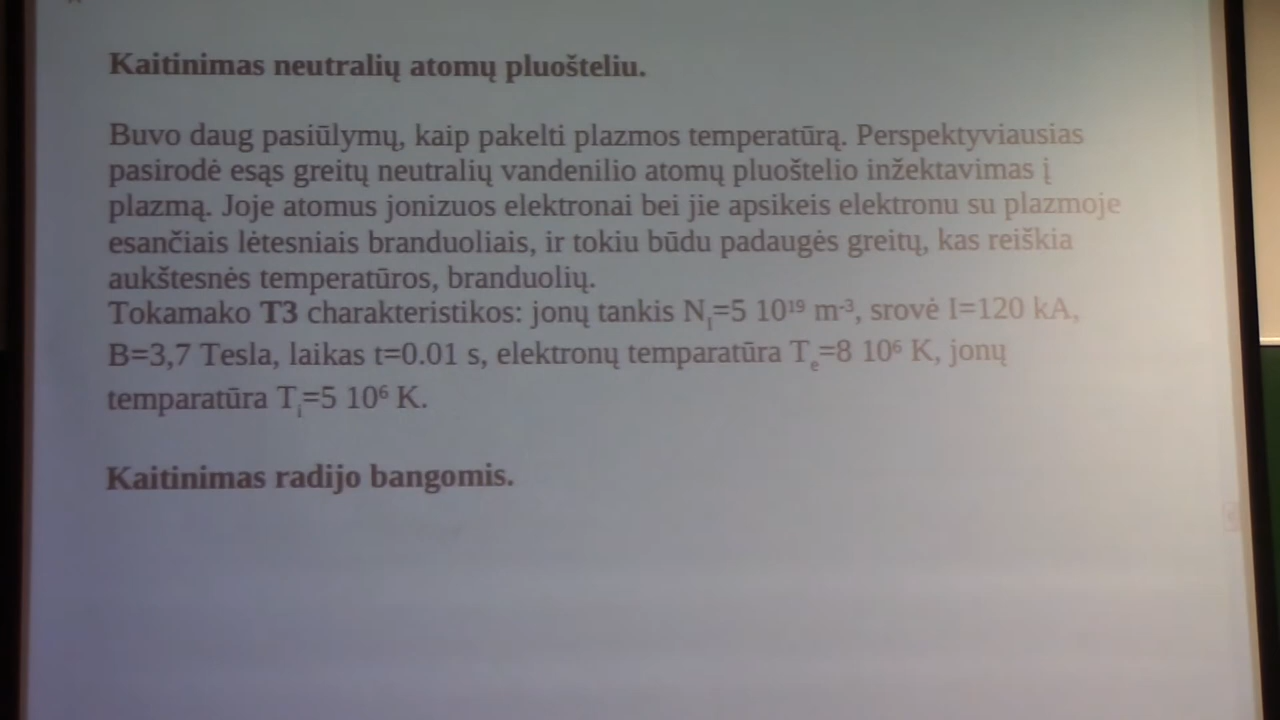 Kaitinimas neutralių atomų pluošteliu.
Buvo daug pasiūlymų, kaip pakelti plazmos temperatūrą. Perspektyviausias
pasirodė esąs greitų neutralių vandenilio atomų pluoštelio inžektavimas į
plazmą. Joje atomus jonizuos elektronai bei jie apsikeis elektronu su plazmoje
esančiais lėtesniais branduoliais, ir tokiu būdu padaugės greitų, kas reiškia
aukštesnės temperatūros, branduolių.
Tokamako T3 charakteristikos: jonų tankis Nᵢ=5 10¹⁹ m⁻³, srovė I=120 kA,
B=3,7 Tesla, laikas t=0.01 s, elektronų temparatūra Tₑ=8 10⁶ K, jonų
temparatūra Tᵢ=5 10⁶ K.
Kaitinimas radijo bangomis.